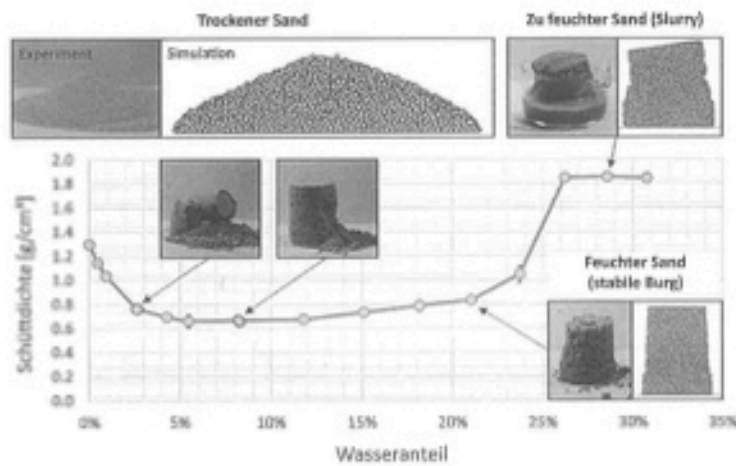 Trockener Sand
Zu feuchter Sand (Slurry)
Experiment
Simulation
Schüttdichte [g/cm³]
2.0
1.8
1.6
1.4
1.2
1.0
0.8
0.6
0.4
0.2
0.0
Feuchter Sand
(stabile Burg)
0%
5%
10%
15%
20%
25%
30%
35%
Wasseranteil